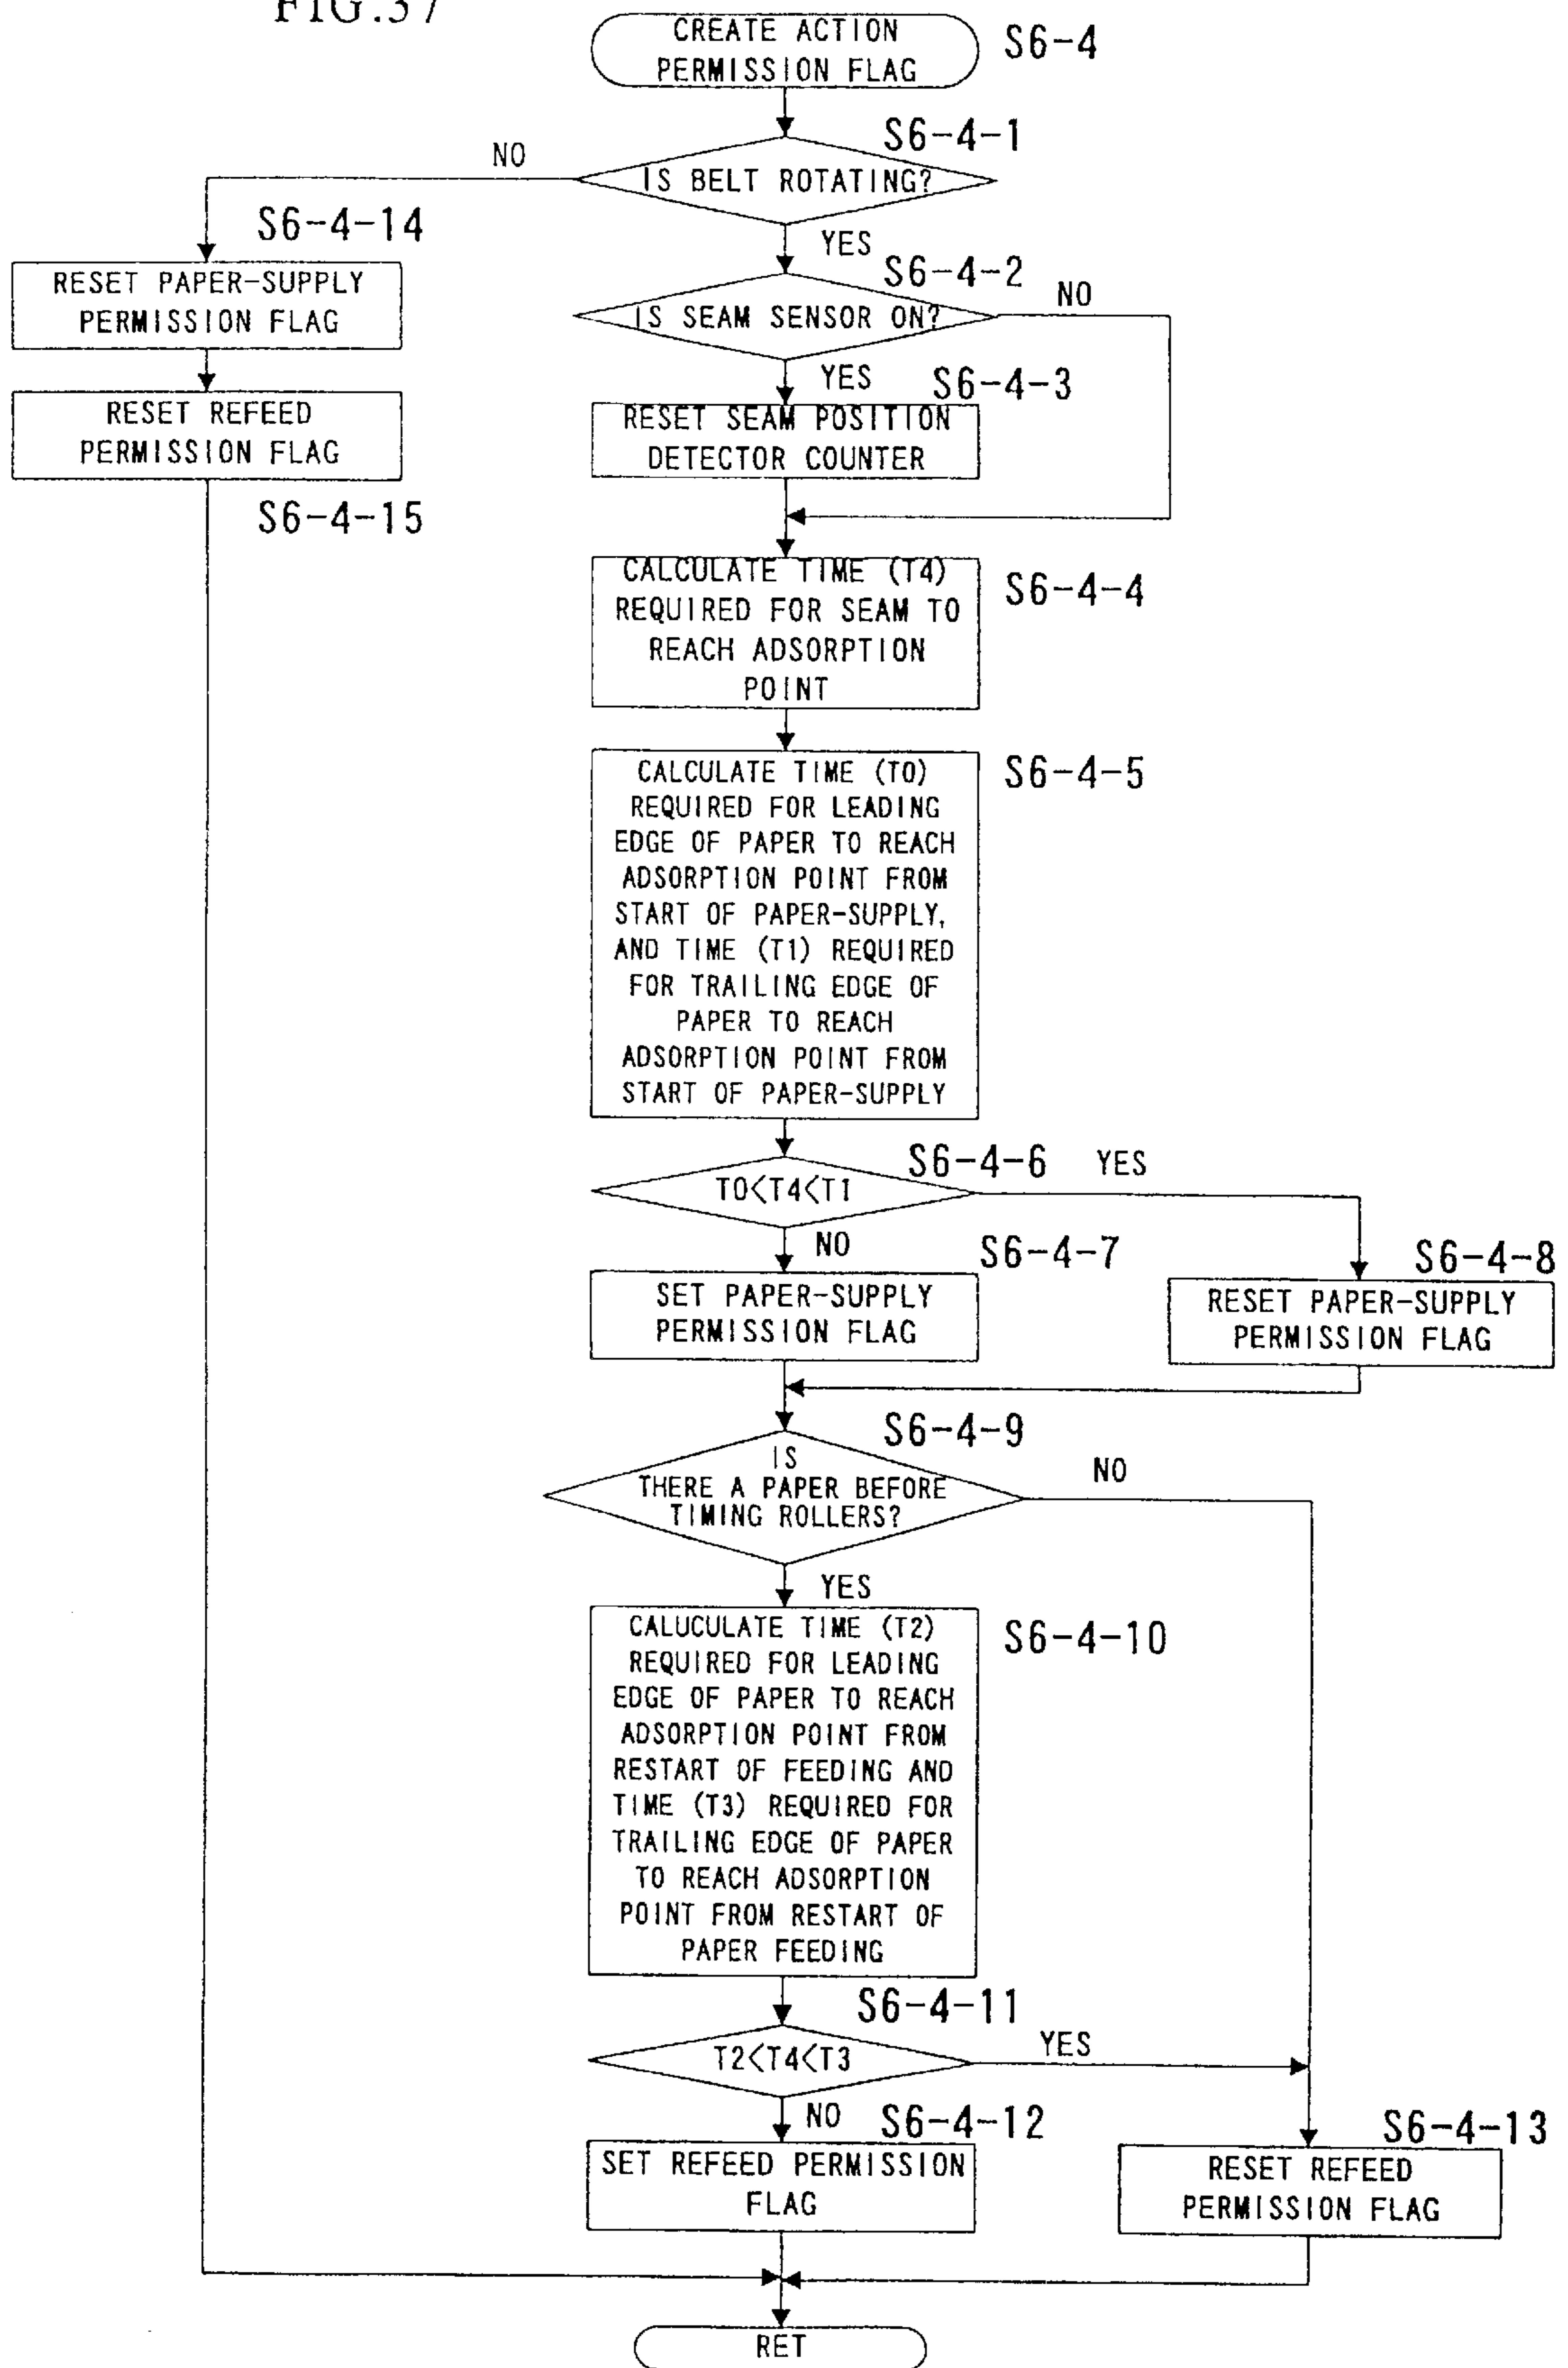 FIG.37
CREATE ACTION
PERMISSION FLAG
S6-4
S6-4-1
IS BELT ROTATING?
NO
YES
S6-4-14
RESET PAPER-SUPPLY
PERMISSION FLAG
RESET REFEED
PERMISSION FLAG
S6-4-15
S6-4-2
IS SEAM SENSOR ON?
NO
YES
S6-4-3
RESET SEAM POSITION
DETECTOR COUNTER
CALCULATE TIME (T4)
REQUIRED FOR SEAM TO
REACH ADSORPTION
POINT
S6-4-4
CALCULATE TIME (T0)
REQUIRED FOR LEADING
EDGE OF PAPER TO REACH
ADSORPTION POINT FROM
START OF PAPER-SUPPLY,
AND TIME (T1) REQUIRED
FOR TRAILING EDGE OF
PAPER TO REACH
ADSORPTION POINT FROM
START OF PAPER-SUPPLY
S6-4-5
S6-4-6
T0<T4<T1
YES
NO
S6-4-7
SET PAPER-SUPPLY
PERMISSION FLAG
S6-4-8
RESET PAPER-SUPPLY
PERMISSION FLAG
S6-4-9
IS
THERE A PAPER BEFORE
TIMING ROLLERS?
NO
YES
CALUCULATE TIME (T2)
REQUIRED FOR LEADING
EDGE OF PAPER TO REACH
ADSORPTION POINT FROM
RESTART OF FEEDING AND
TIME (T3) REQUIRED FOR
TRAILING EDGE OF PAPER
TO REACH ADSORPTION
POINT FROM RESTART OF
PAPER FEEDING
S6-4-10
S6-4-11
T2<T4<T3
YES
NO
S6-4-12
SET REFEED PERMISSION
FLAG
S6-4-13
RESET REFEED
PERMISSION FLAG
RET